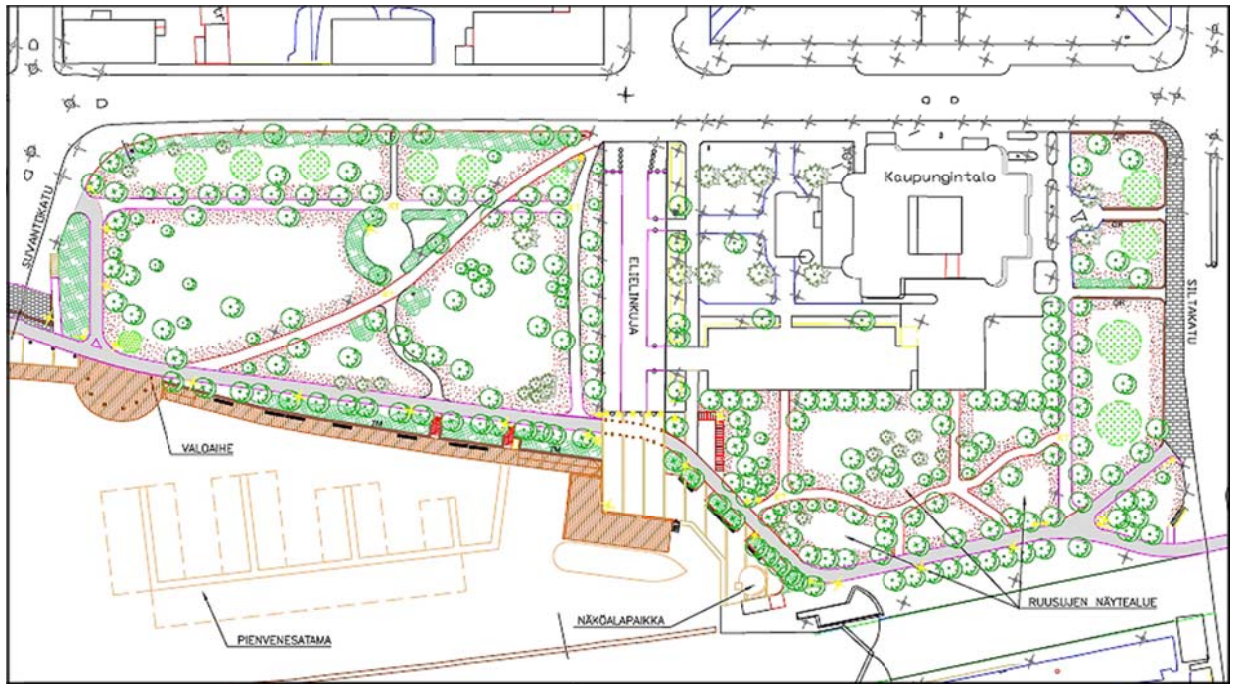 Kaupungintalo
SUVANTOKATU
ELIELINKUJA
SILTAKATU
VALOAIHE
NÄKÖALAPAIKKA
RUUSUJEN NÄYTEALUE
PIENVENESATAMA